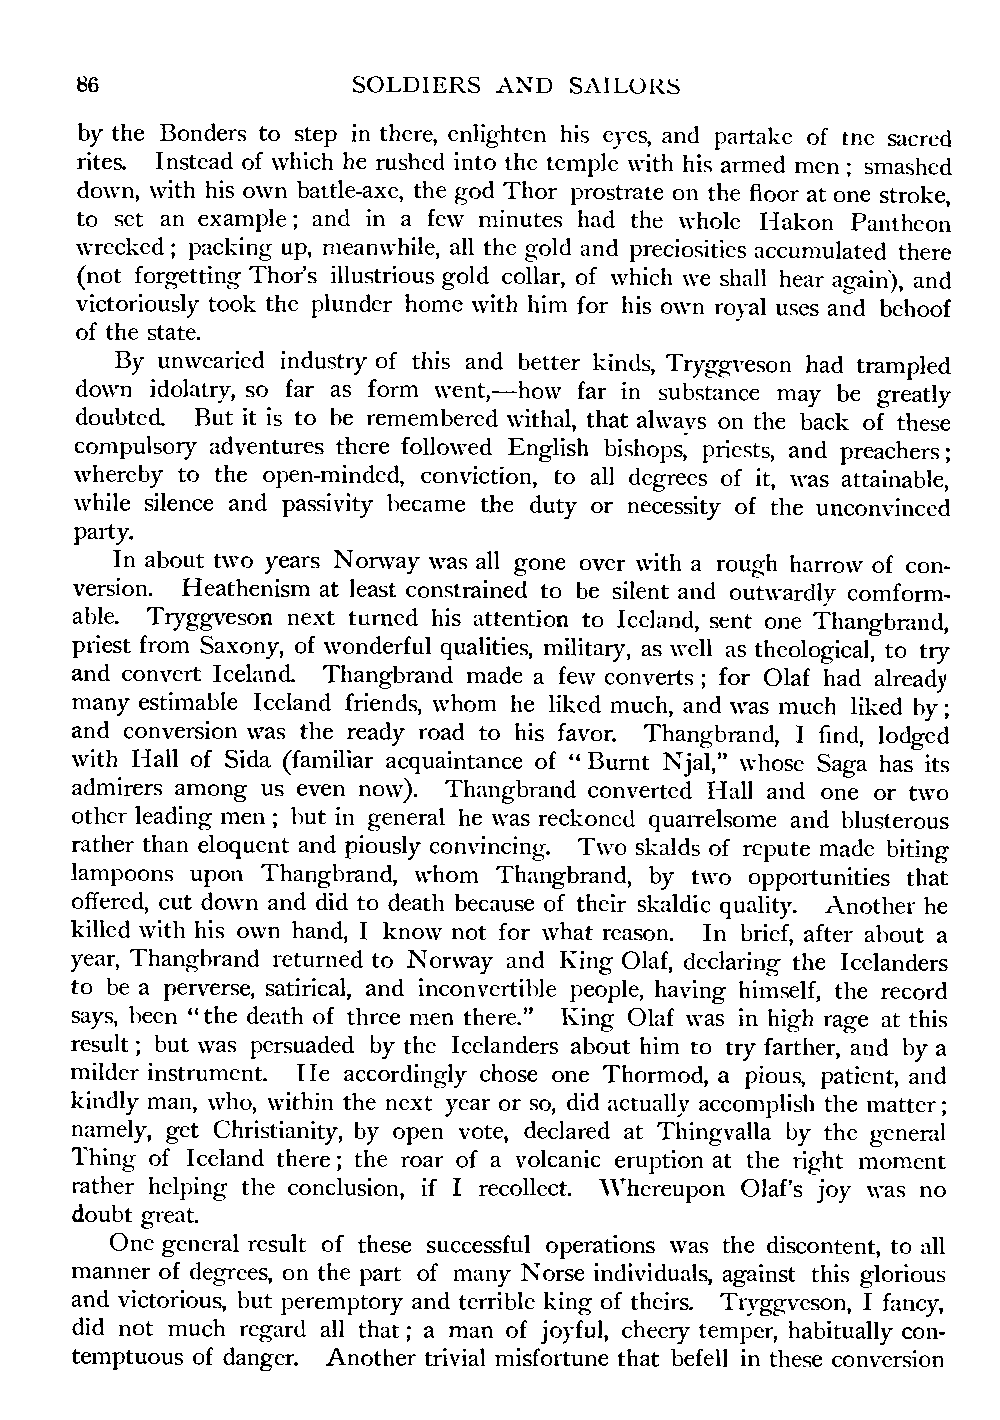 86 SOLDIERS AND SAILORS
by the Bonders to step in there, enlighten his eyes, and partake of the sacred
rites. Instead of which he rushed into the temple with his armed men; smashed
down, with his own battle-axe, the god Thor prostrate on the floor at one stroke,
to set an example; and in a few minutes had the whole Hakon Pantheon
wrecked; packing up, meanwhile, all the gold and preciosities accumulated there
(not forgetting Thor's illustrious gold collar, of which we shall hear again), and
victoriously took the plunder home with him for his own royal uses and behoof
of the state.
By unwearied industry of this and better kinds, Tryggveson had trampled
down idolatry, so far as form went,—how far in substance may be greatly
doubted. But it is to be remembered withal, that always on the back of these
compulsory adventures there followed English bishops, priests, and preachers;
whereby to the open-minded, conviction, to all degrees of it, was attainable,
while silence and passivity became the duty or necessity of the unconvinced
party.
In about two years Norway was all gone over with a rough harrow of con-
version. Heathenism at least constrained to be silent and outwardly comform-
able. Tryggveson next turned his attention to Iceland, sent one Thangbrand,
priest from Saxony, of wonderful qualities, military, as well as theological, to try
and convert Iceland. Thangbrand made a few converts; for Olaf had already
many estimable Iceland friends, whom he liked much, and was much liked by;
and conversion was the ready road to his favor. Thangbrand, I find, lodged
with Hall of Sida (familiar acquaintance of "Burnt Njal," whose Saga has its
admirers among us even now). Thangbrand converted Hall and one or two
other leading men; but in general he was reckoned quarrelsome and blusterous
rather than eloquent and piously convincing. Two skalds of repute made biting
lampoons upon Thangbrand, whom Thangbrand, by two opportunities that
offered, cut down and did to death because of their skaldic quality. Another he
killed with his own hand, I know not for what reason. In brief, after about a
year, Thangbrand returned to Norway and King Olaf, declaring the Icelanders
to be a perverse, satirical, and inconvertible people, having himself, the record
says, been "the death of three men there." King Olaf was in high rage at this
result; but was persuaded by the Icelanders about him to try farther, and by a
milder instrument. He accordingly chose one Thormod, a pious, patient, and
kindly man, who, within the next year or so, did actually accomplish the matter;
namely, get Christianity, by open vote, declared at Thingvalla by the general
Thing of Iceland there; the roar of a volcanic eruption at the right moment
rather helping the conclusion, if I recollect. Whereupon Olaf's joy was no
doubt great.
One general result of these successful operations was the discontent, to all
manner of degrees, on the part of many Norse individuals, against this glorious
and victorious, but peremptory and terrible king of theirs. Tryggveson, I fancy,
did not much regard all that; a man of joyful, cheery temper, habitually con-
temptuous of danger. Another trivial misfortune that befell in these conversion